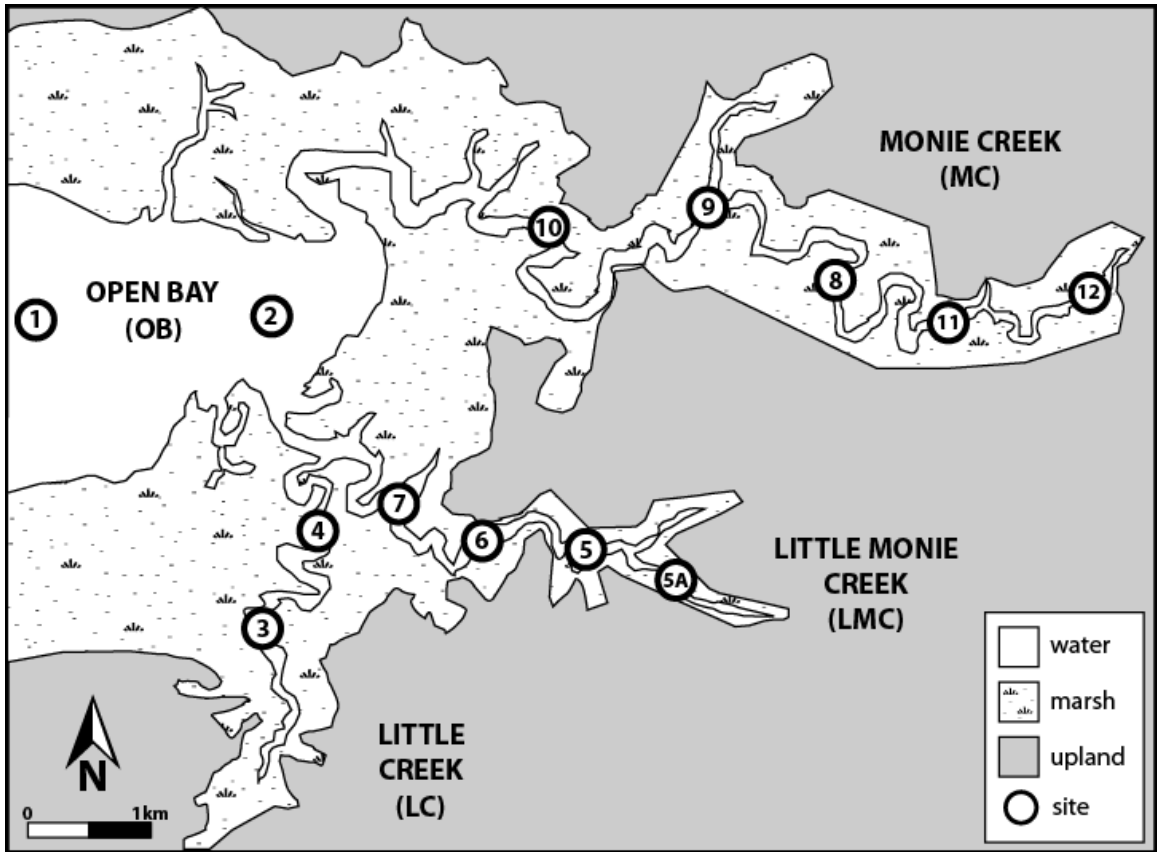 MONIE CREEK
(MC)
10
9
OPEN BAY
(OB)
1
2
8
11
12
7
4
6
5
5A
3
LITTLE MONIE
CREEK
(LMC)
LITTLE
CREEK
(LC)
N
0 1km
water
marsh
upland
site